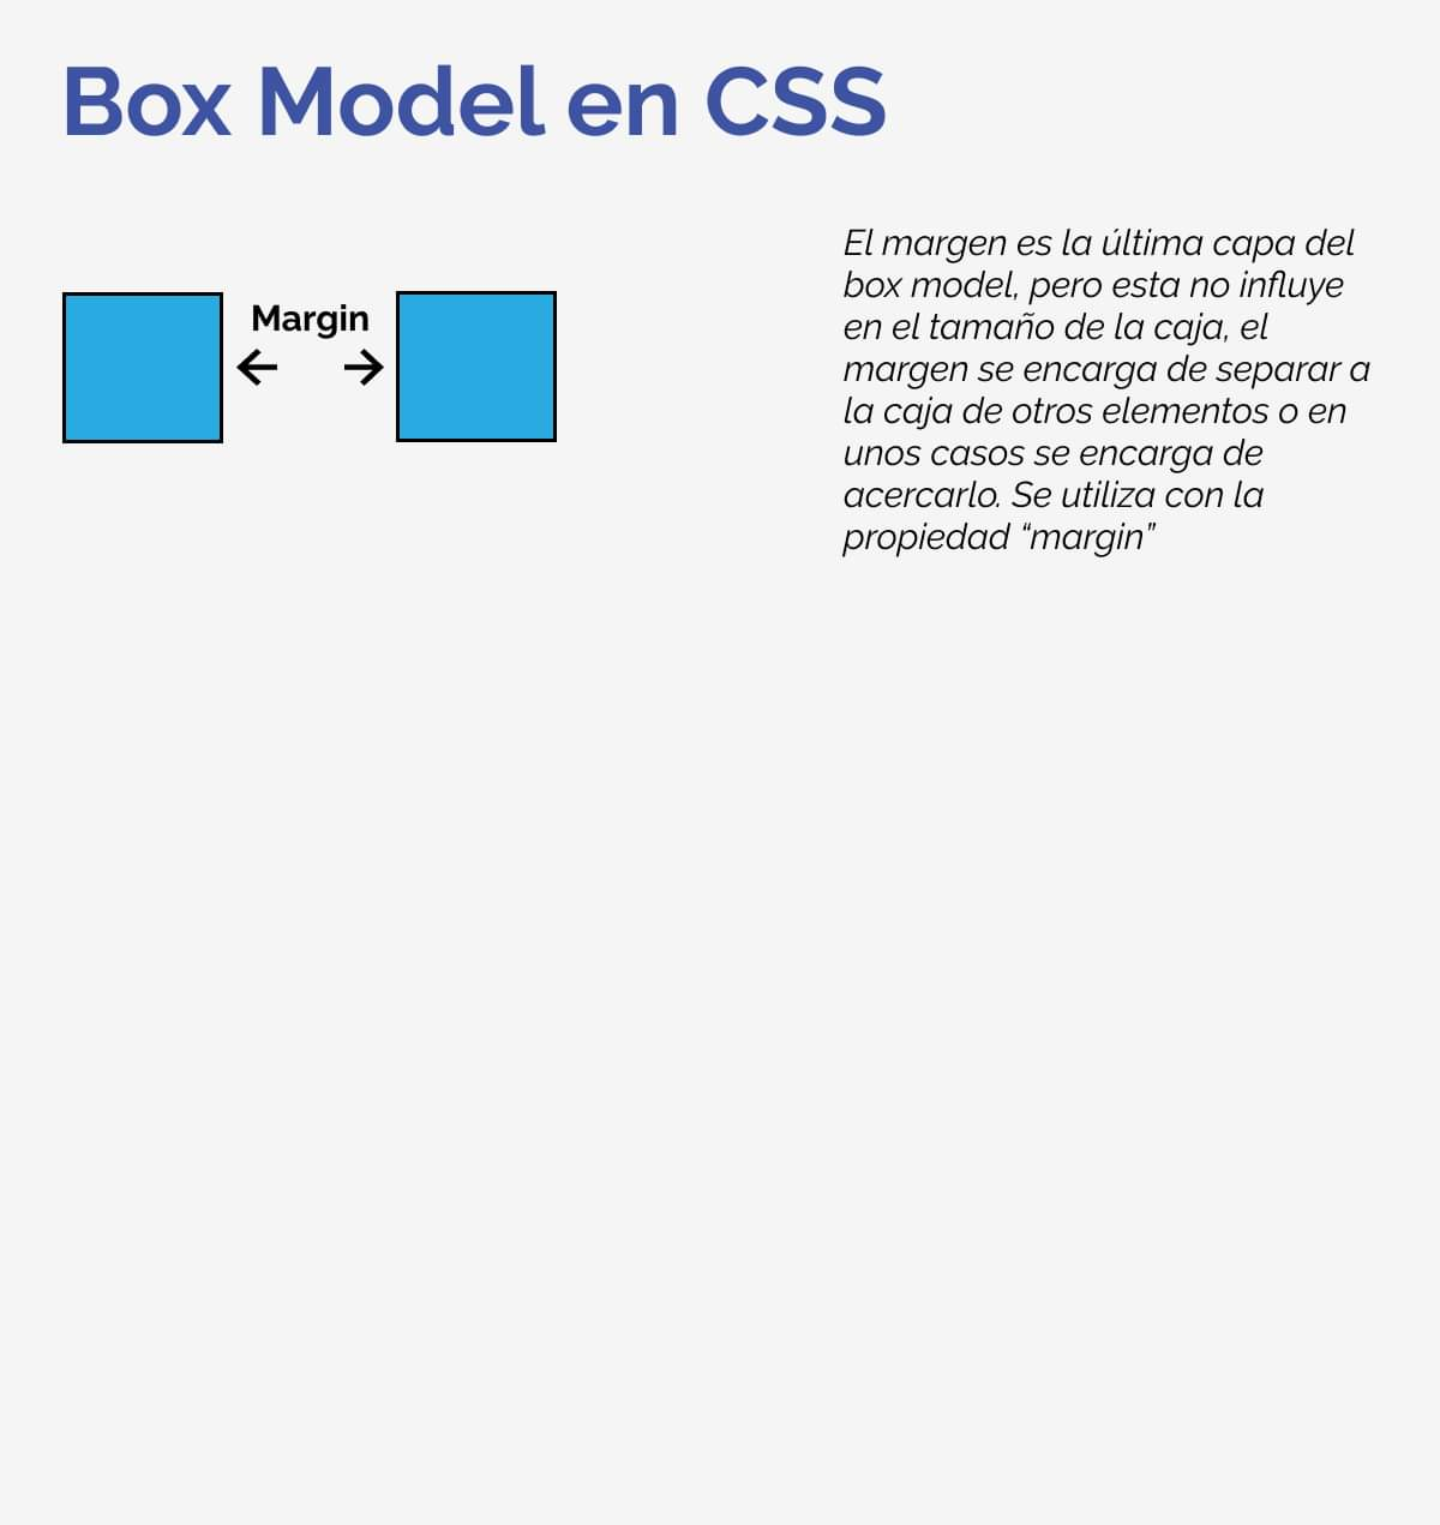 Box Model en CSS
Margin
El margen es la última capa del
box model, pero esta no influye
en el tamaño de la caja, el
margen se encarga de separar a
la caja de otros elementos o en
unos casos se encarga de
acercarlo. Se utiliza con la
propiedad “margin”